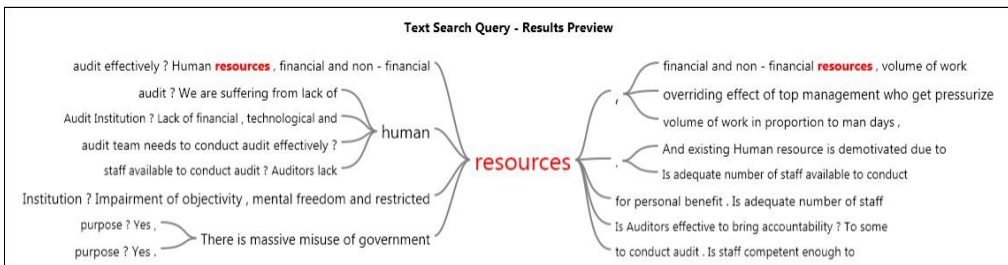 Text Search Query - Results Preview
audit effectively ? Human resources , financial and non - financial
audit ? We are suffering from lack of
Audit Institution ? Lack of financial , technological and
audit team needs to conduct audit effectively ?
staff available to conduct audit ? Auditors lack
human
Institution ? Impairment of objectivity , mental freedom and restricted
purpose ? Yes ,
purpose ? Yes .
There is massive misuse of government
resources
,
financial and non - financial resources , volume of work
overriding effect of top management who get pressurize
volume of work in proportion to man days ,
.
And existing Human resource is demotivated due to
Is adequate number of staff available to conduct
for personal benefit . Is adequate number of staff
Is Auditors effective to bring accountability ? To some
to conduct audit . Is staff competent enough to